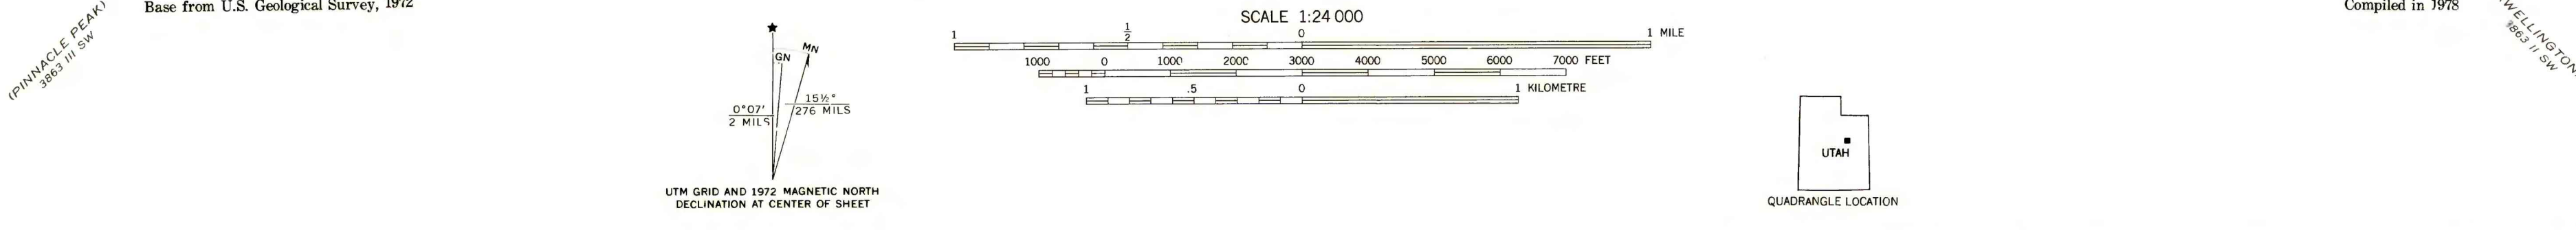 (PINNACLE PEAK)
3863 III SW
Base from U.S. Geological Survey, 1972
★
GN
MN
0°07′
2 MILS
15½°
276 MILS
UTM GRID AND 1972 MAGNETIC NORTH
DECLINATION AT CENTER OF SHEET
SCALE 1:24 000
1 1/2 0 1 MILE
1000 0 1000 2000 3000 4000 5000 6000 7000 FEET
1 .5 0 1 KILOMETRE
UTAH
QUADRANGLE LOCATION
Compiled in 1978
WELLINGTON
3863 II SW